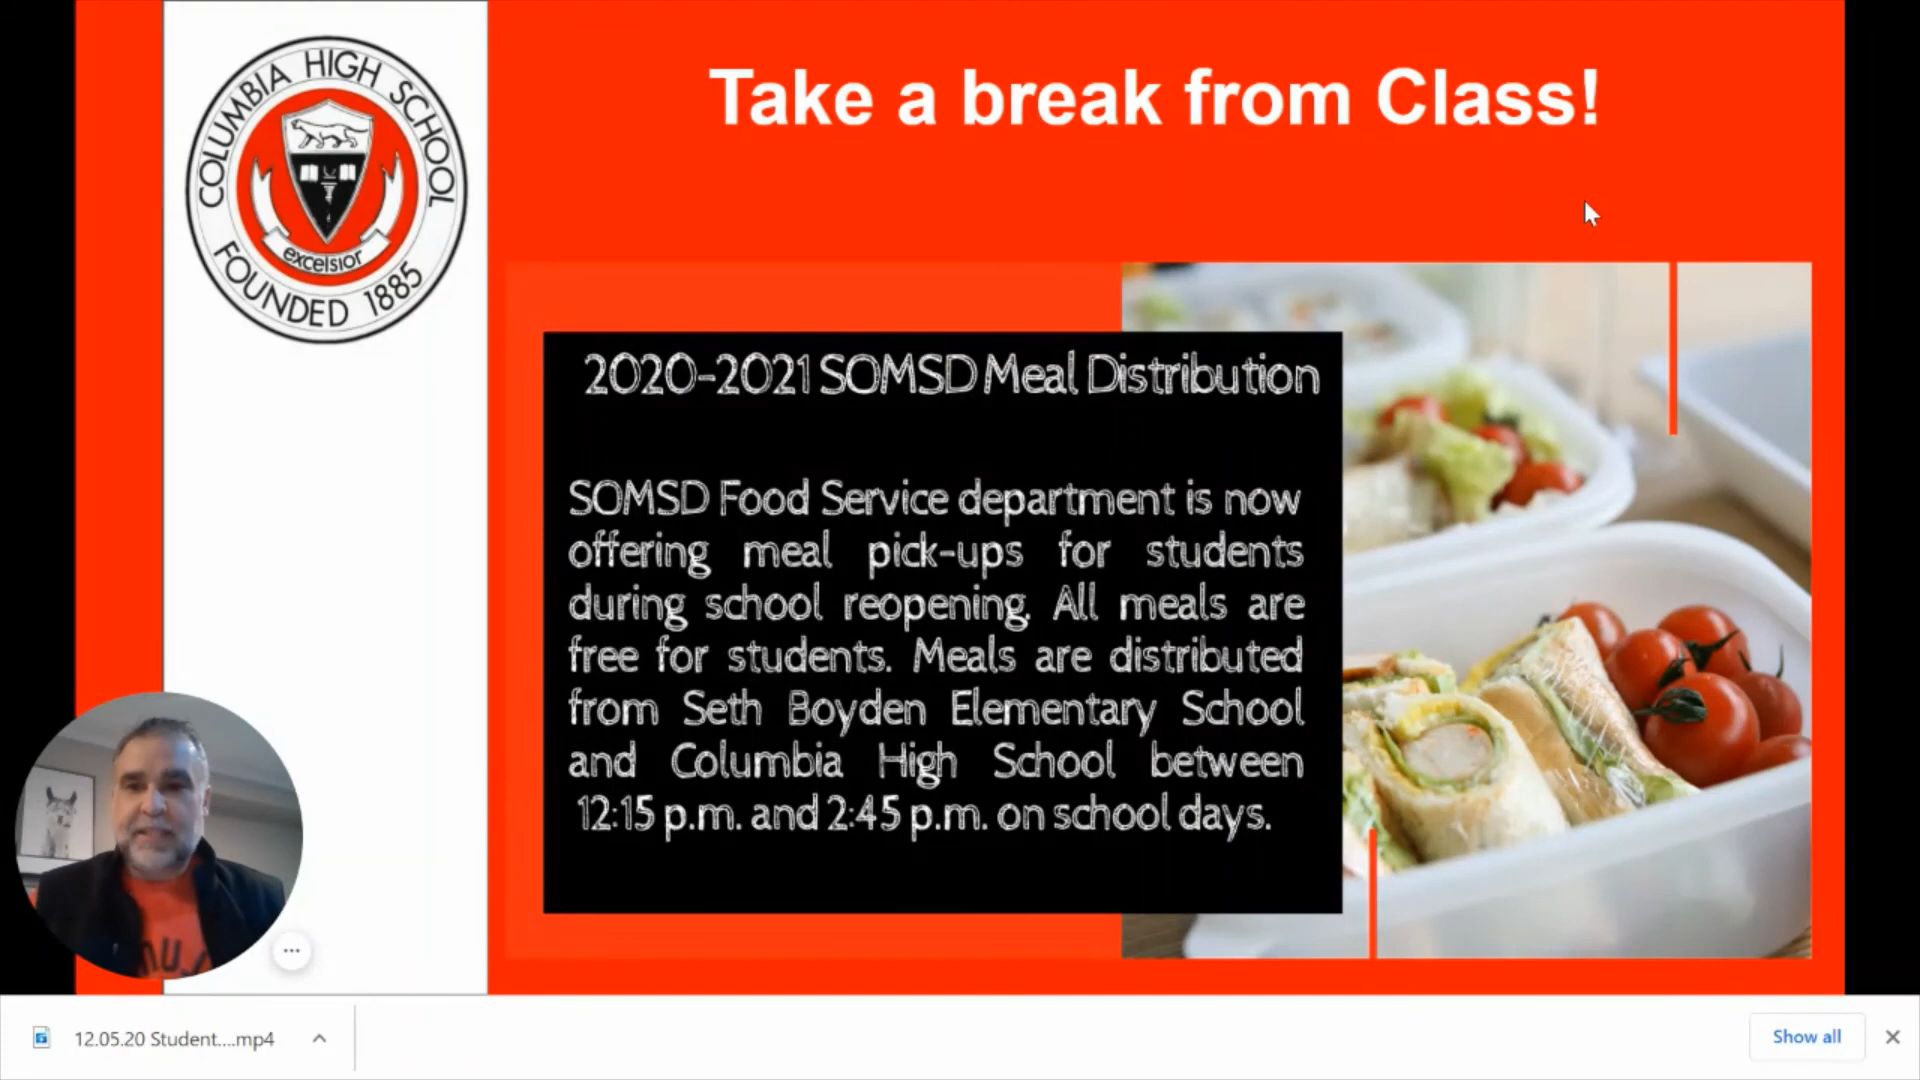 COLUMBIA HIGH SCHOOL
excelsior
FOUNDED 1885
Take a break from Class!
2020-2021 SOMSD Meal Distribution
SOMSD Food Service department is now
offering meal pick-ups for students
during school reopening. All meals are
free for students. Meals are distributed
from Seth Boyden Elementary School
and Columbia High School between
12:15 p.m. and 2:45 p.m. on school days.
12.05.20 Student....mp4
Show all